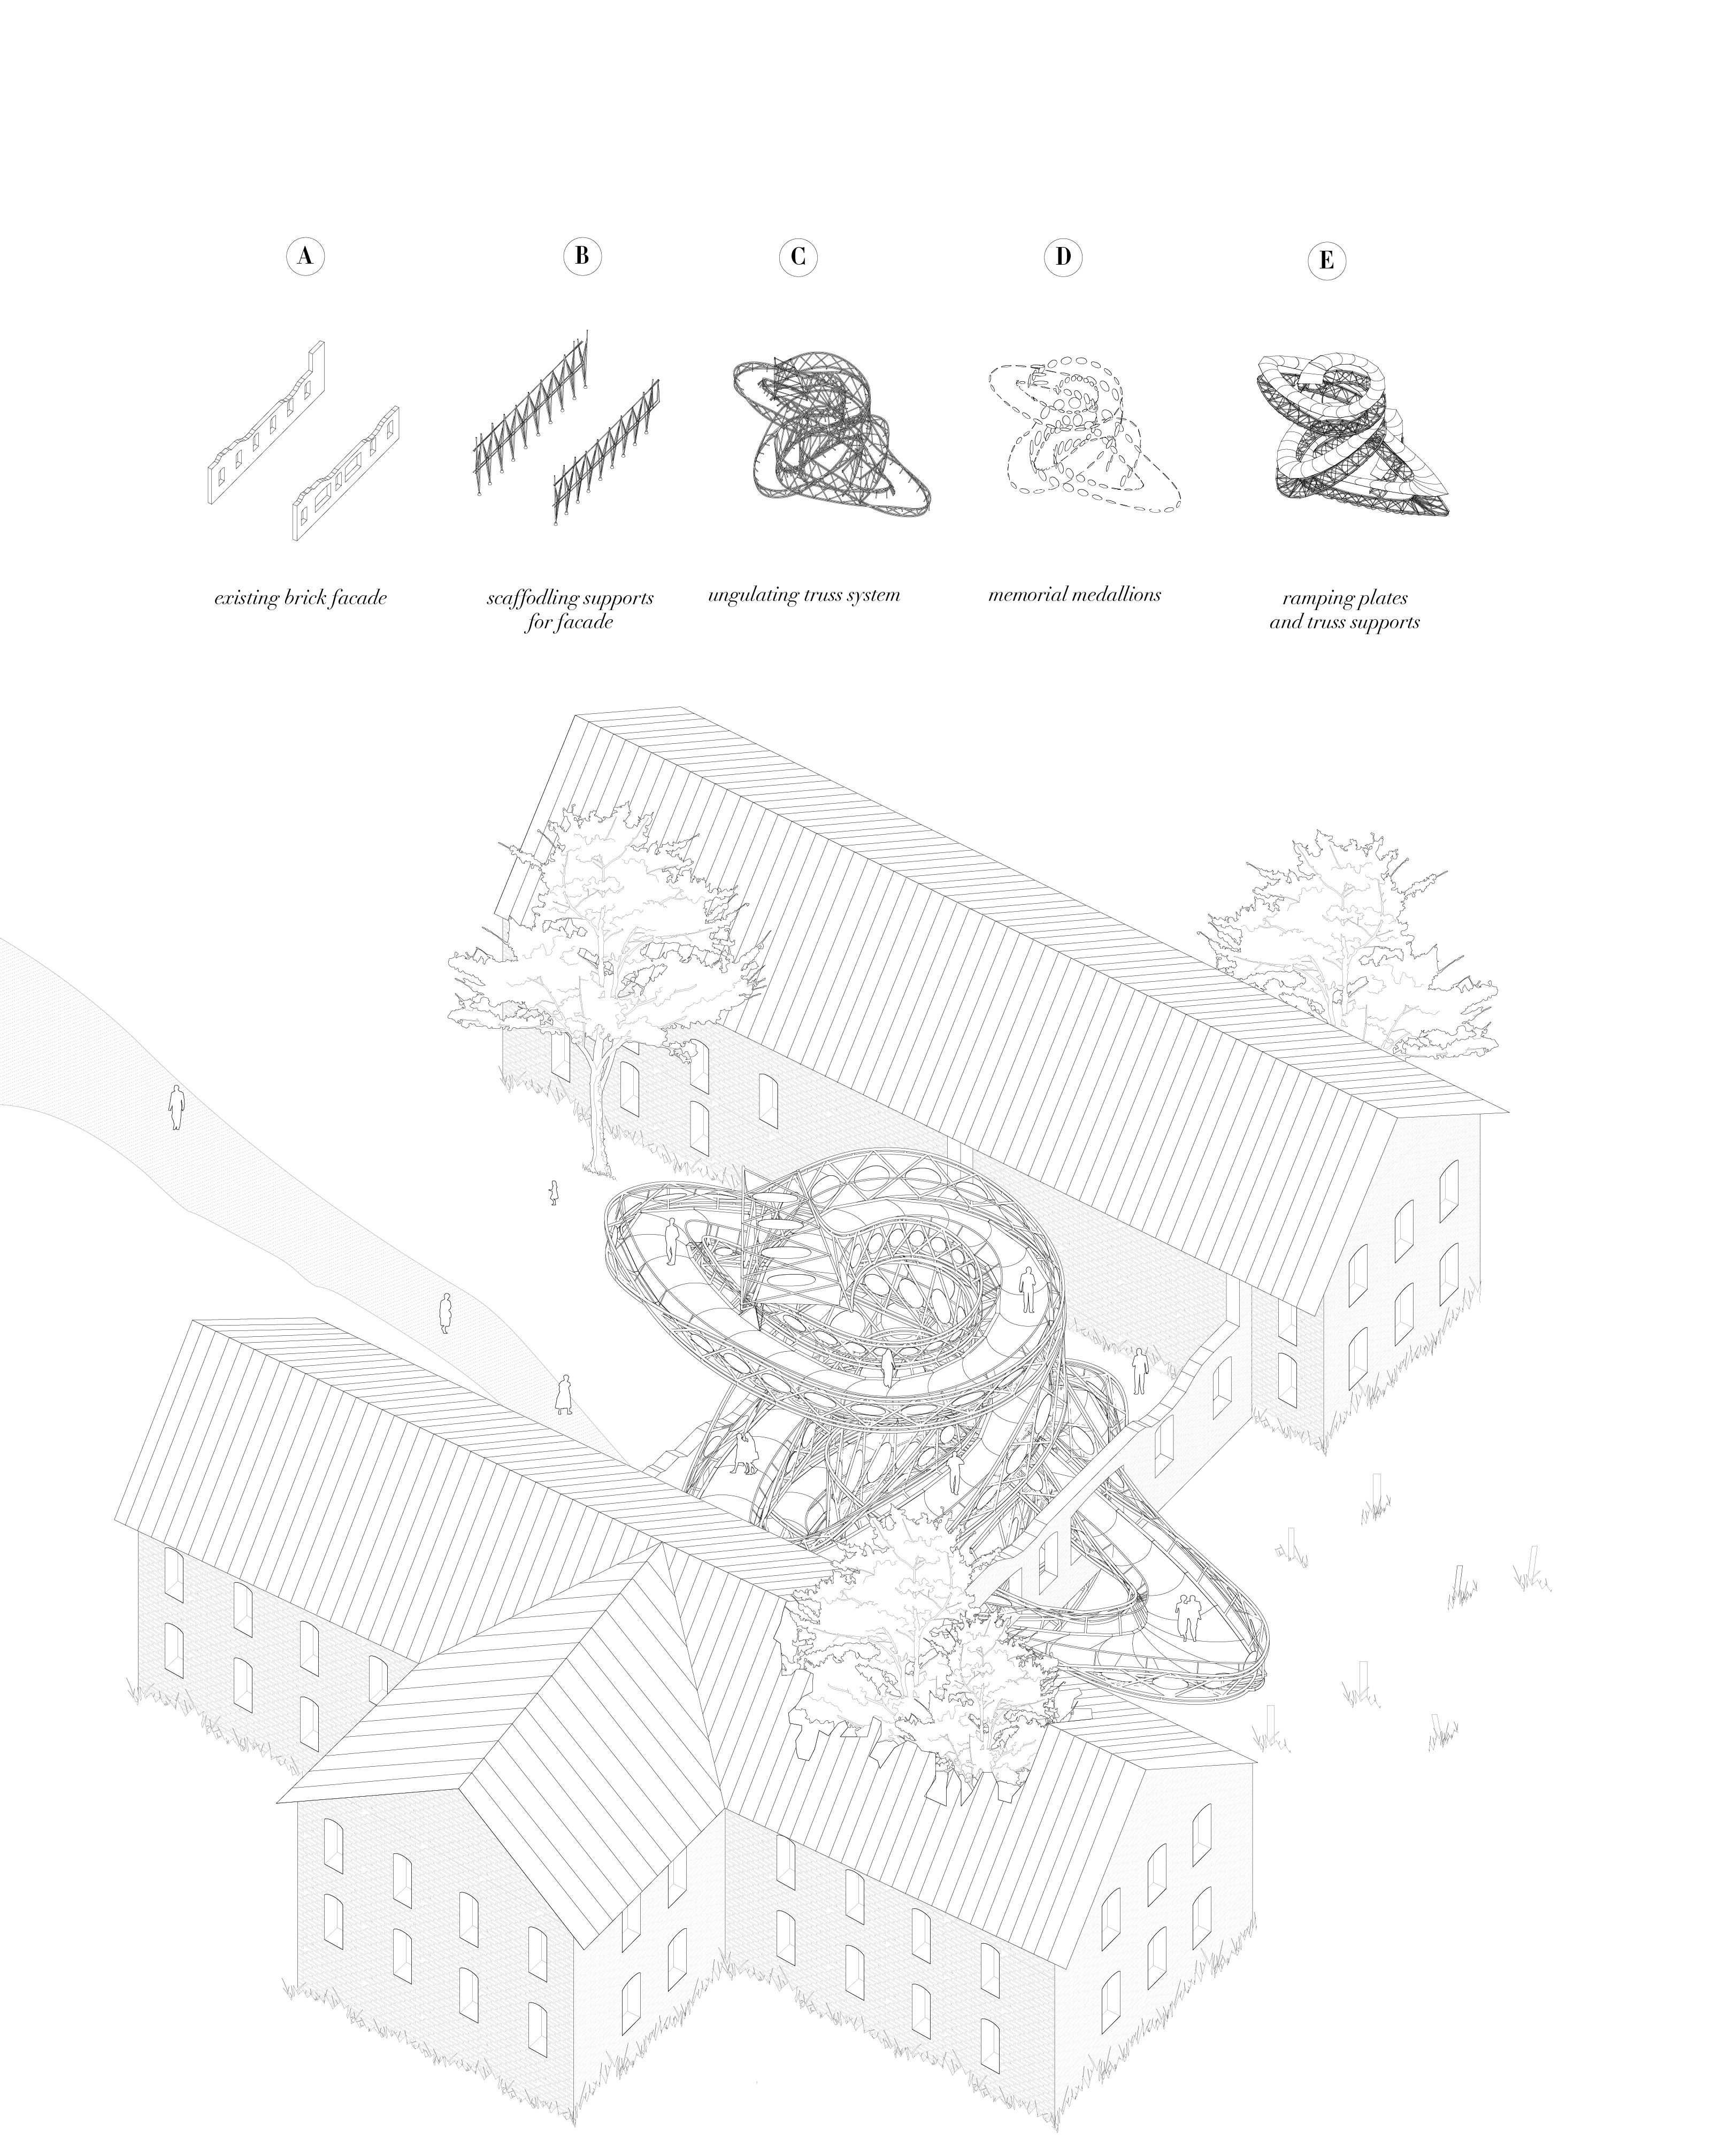 A
B
C
D
E
existing brick facade
scaffodling supports
for facade
ungulating truss system
memorial medallions
ramping plates
and truss supports